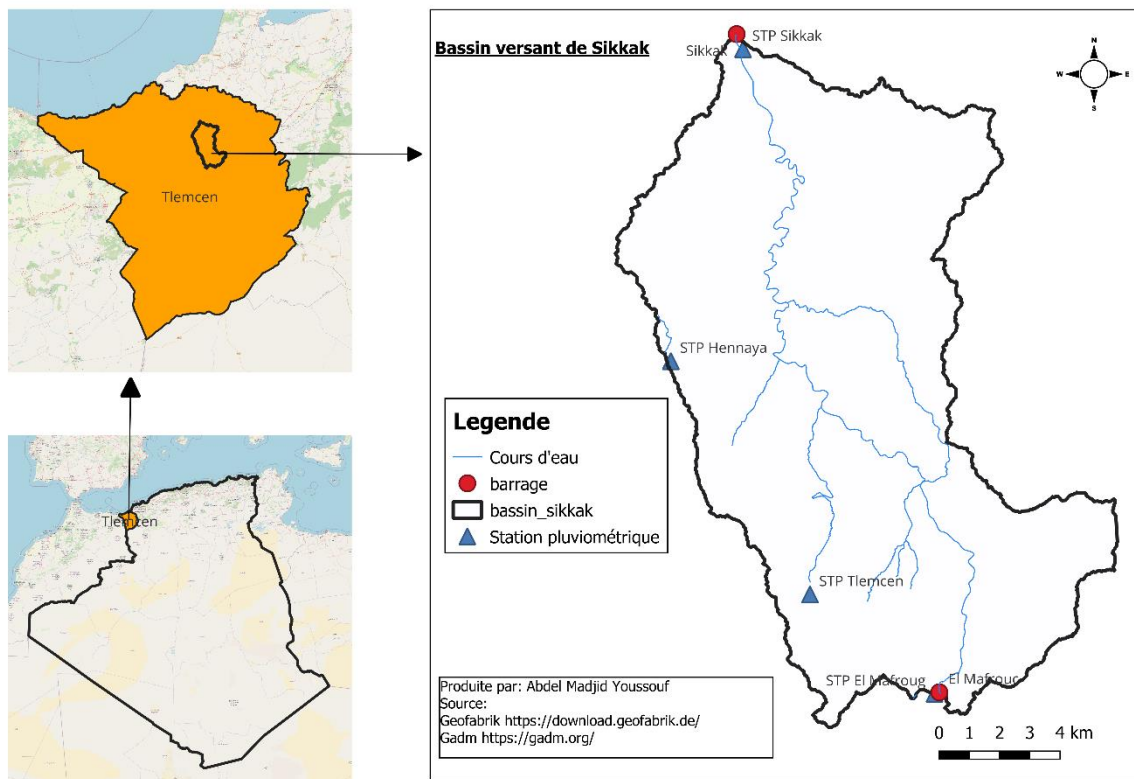 Tlemcen
Tlemcen
Bassin versant de Sikkak
STP Sikkak
Sikkak
N
W
E
S
STP Hennaya
Legende
Cours d'eau
barrage
bassin_sikkak
Station pluviométrique
STP Tlemcen
STP El Mafroug
El Mafrouc
Produite par: Abdel Madjid Youssouf
Source:
Geofabrik https://download.geofabrik.de/
Gadm https://gadm.org/
0 1 2 3 4 km